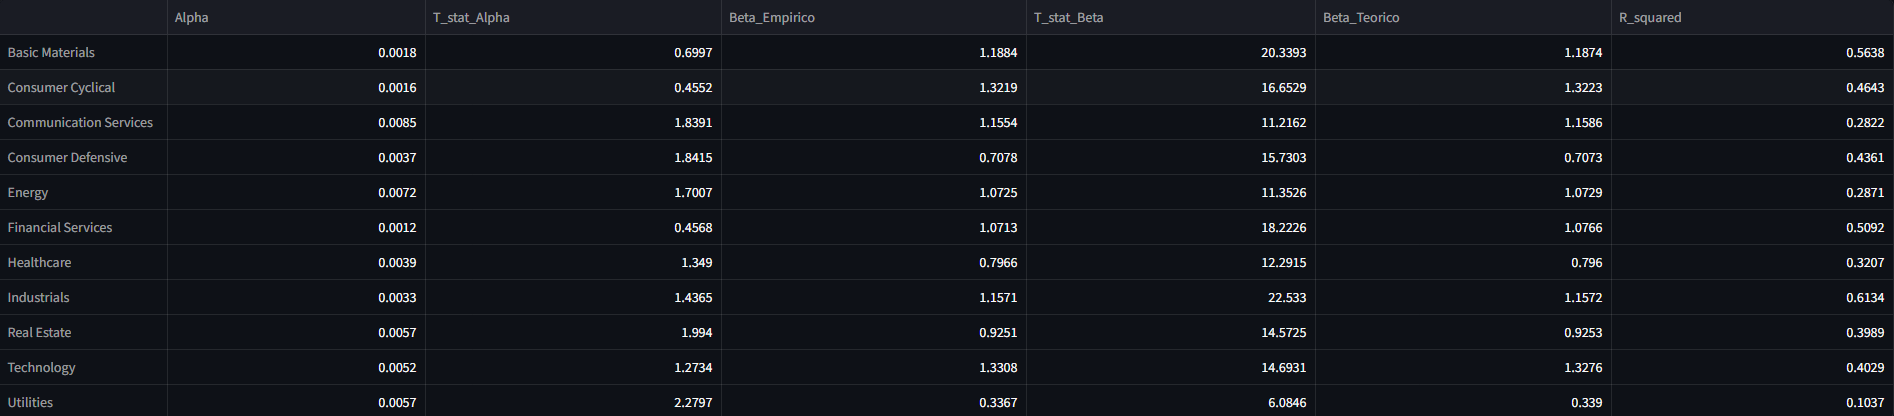 Alpha T_stat_Alpha Beta_Empirico T_stat_Beta Beta_Teorico R_squared
Basic Materials 0.0018 0.6997 1.1884 20.3393 1.1874 0.5638
Consumer Cyclical 0.0016 0.4552 1.3219 16.6529 1.3223 0.4643
Communication Services 0.0085 1.8391 1.1554 11.2162 1.1586 0.2822
Consumer Defensive 0.0037 1.8415 0.7078 15.7303 0.7073 0.4361
Energy 0.0072 1.7007 1.0725 11.3526 1.0729 0.2871
Financial Services 0.0012 0.4568 1.0713 18.2226 1.0766 0.5092
Healthcare 0.0039 1.349 0.7966 12.2915 0.796 0.3207
Industrials 0.0033 1.4365 1.1571 22.533 1.1572 0.6134
Real Estate 0.0057 1.994 0.9251 14.5725 0.9253 0.3989
Technology 0.0052 1.2734 1.3308 14.6931 1.3276 0.4029
Utilities 0.0057 2.2797 0.3367 6.0846 0.339 0.1037